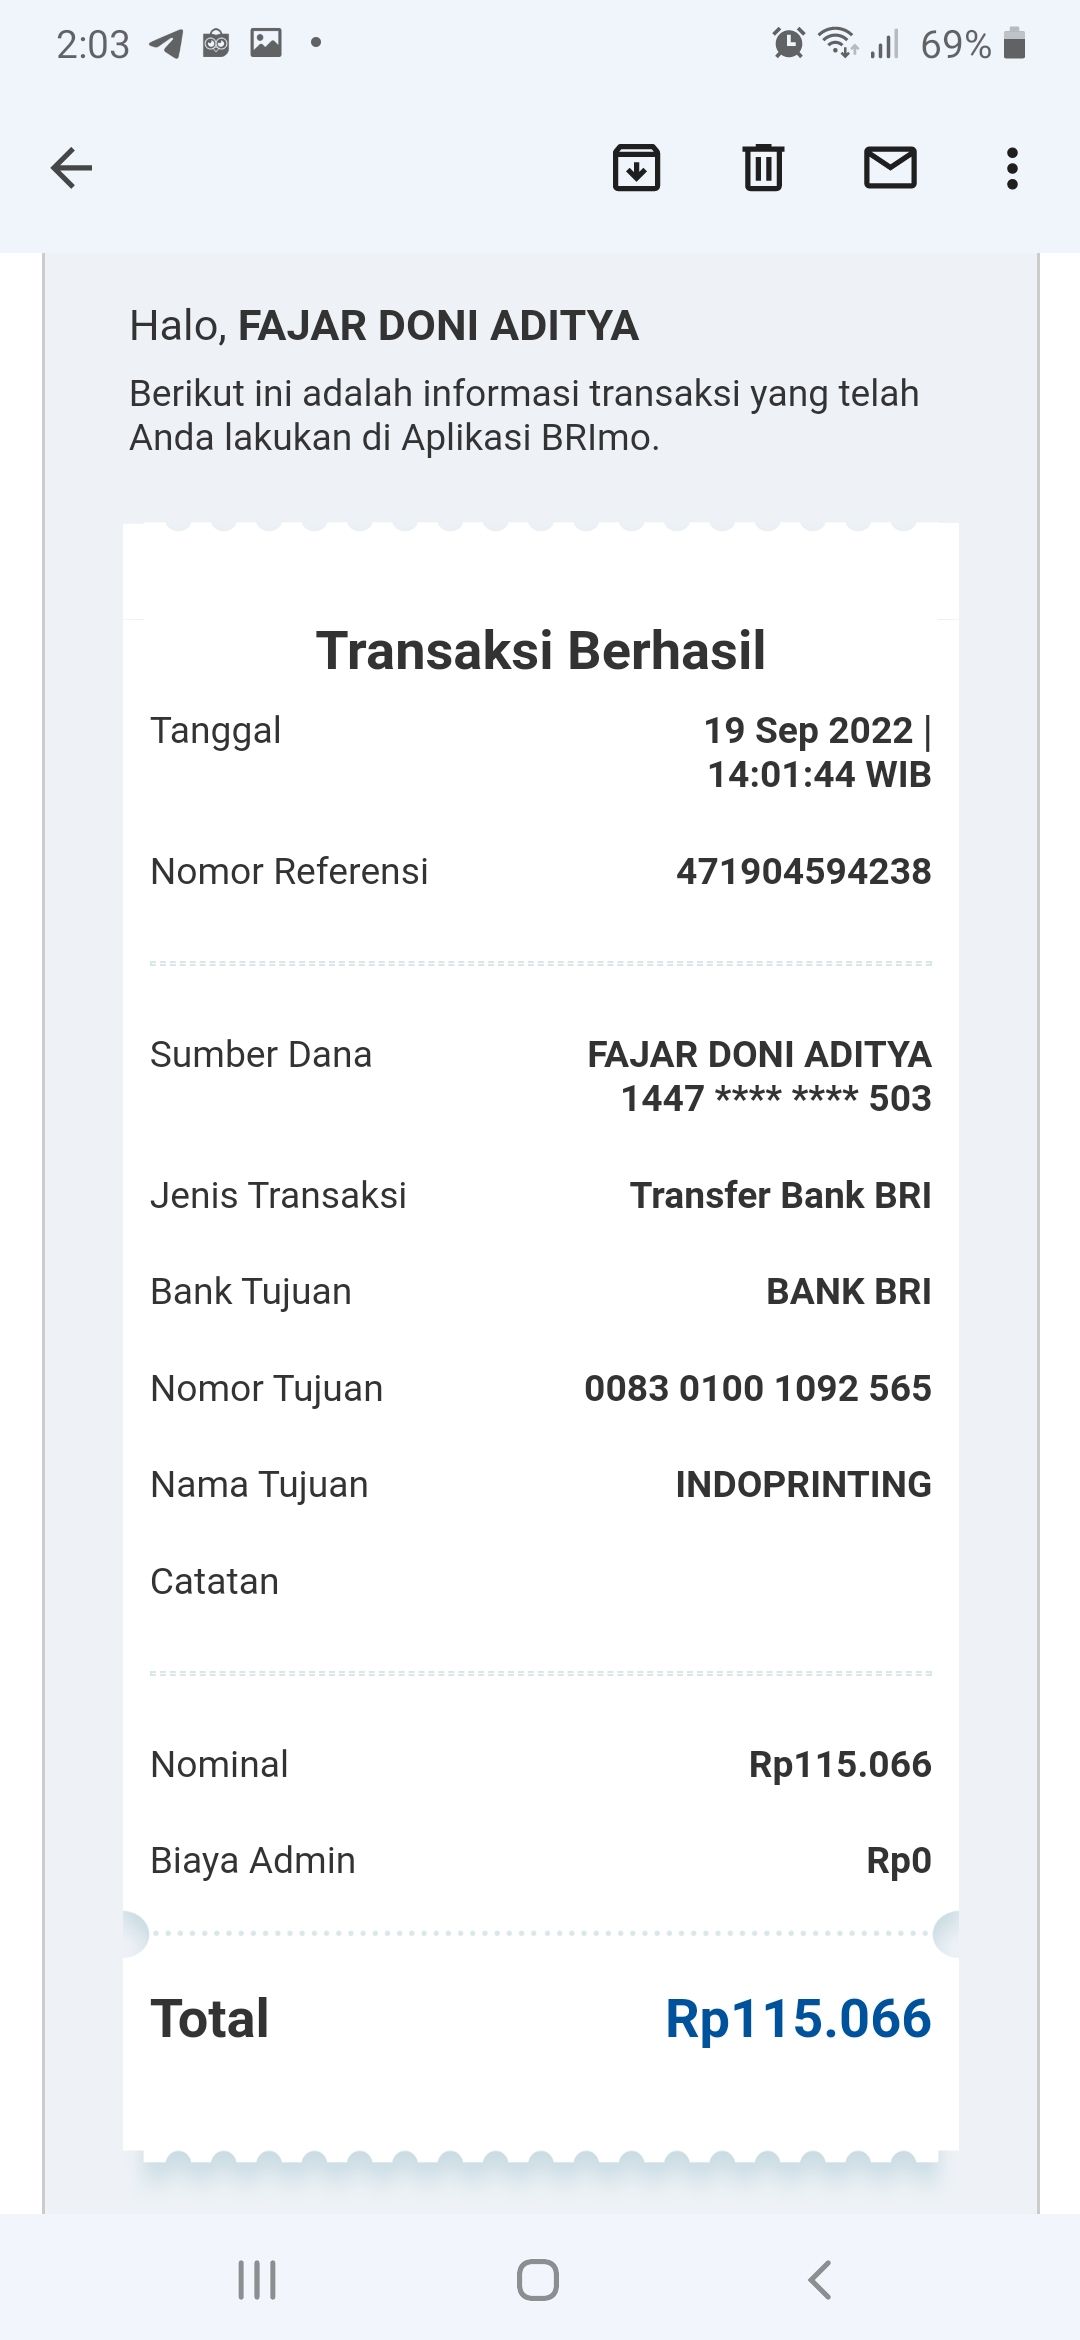 2:03
69%
Halo, FAJAR DONI ADITYA
Berikut ini adalah informasi transaksi yang telah
Anda lakukan di Aplikasi BRImo.
Transaksi Berhasil
Tanggal 19 Sep 2022 |
14:01:44 WIB
Nomor Referensi 471904594238
Sumber Dana FAJAR DONI ADITYA
1447 **** **** 503
Jenis Transaksi Transfer Bank BRI
Bank Tujuan BANK BRI
Nomor Tujuan 0083 0100 1092 565
Nama Tujuan INDOPRINTING
Catatan
Nominal Rp115.066
Biaya Admin Rp0
Total Rp115.066